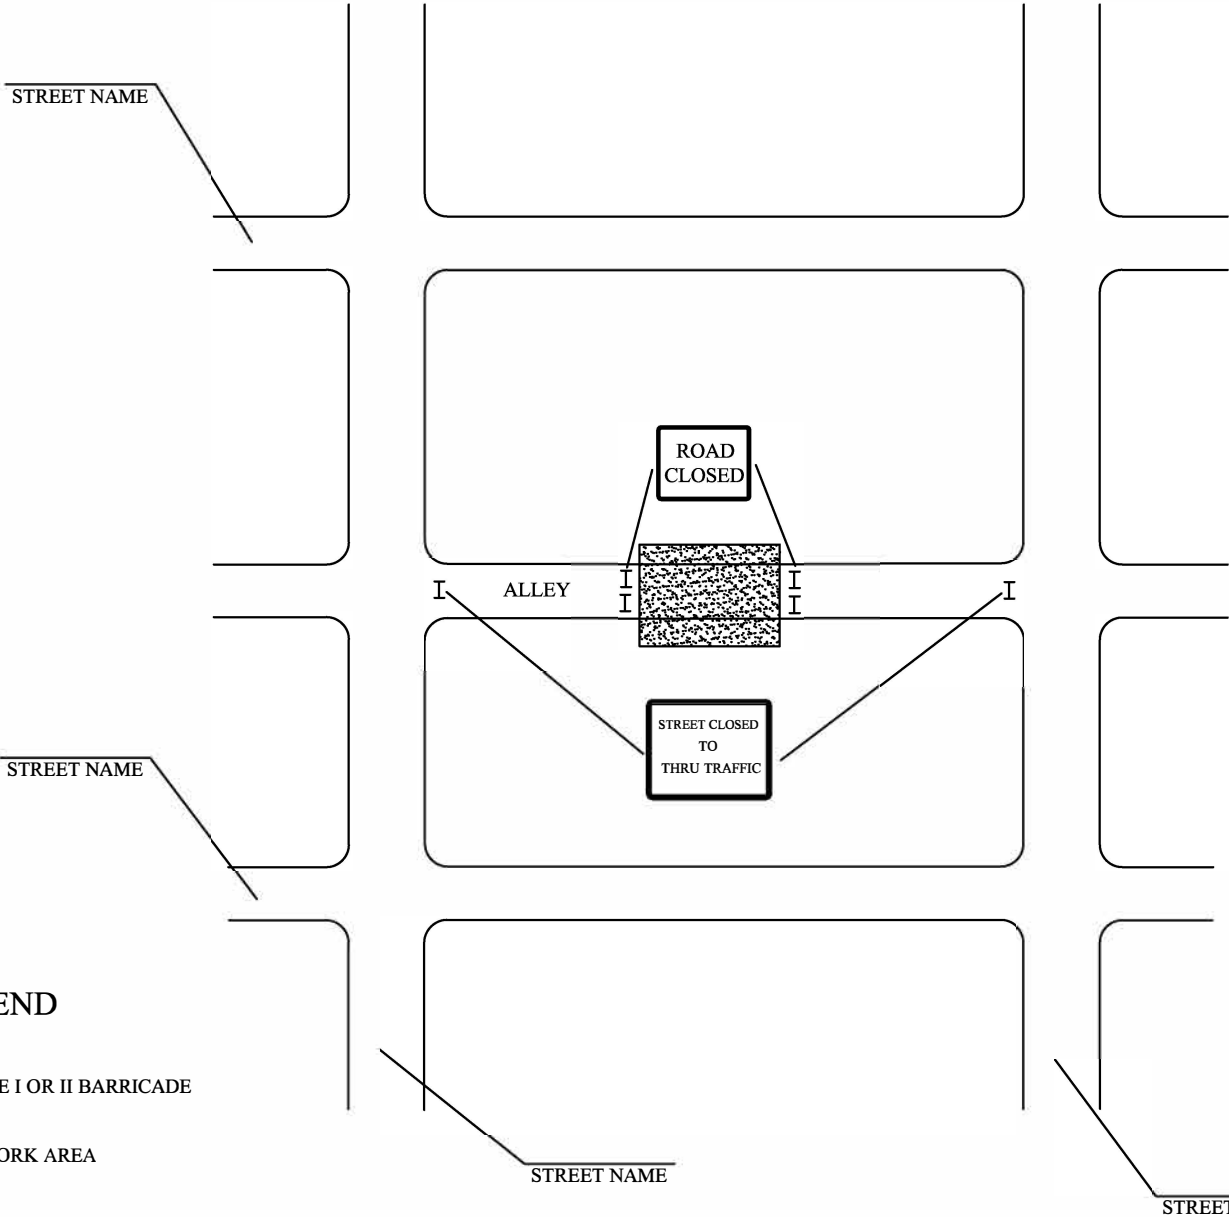 STREET NAME
ROAD
CLOSED
ALLEY
STREET CLOSED
TO
THRU TRAFFIC
STREET NAME
END
E I OR II BARRICADE
ORK AREA
STREET NAME
STREET